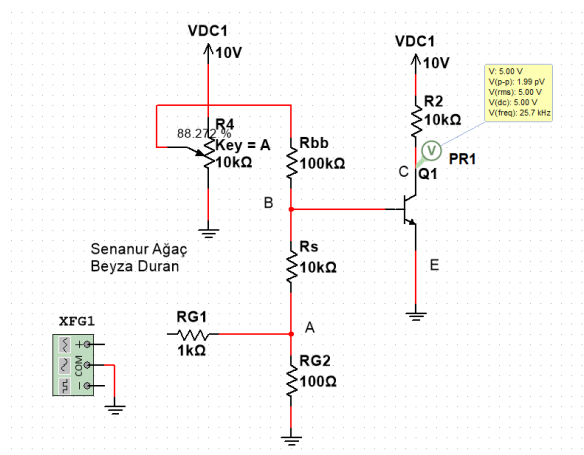 VDC1
10V
R4
88.272 %
Key = A
10kΩ
Rbb
100kΩ
VDC1
10V
R2
10kΩ
V: 5.00 V
V(p-p): 1.99 pV
V(rms): 5.00 V
V(dc): 5.00 V
V(freq): 25.7 kHz
V
PR1
C
Q1
B
E
Senanur Ağaç
Beyza Duran
Rs
10kΩ
RG1
1kΩ
A
RG2
100Ω
XFG1
+
COM
-